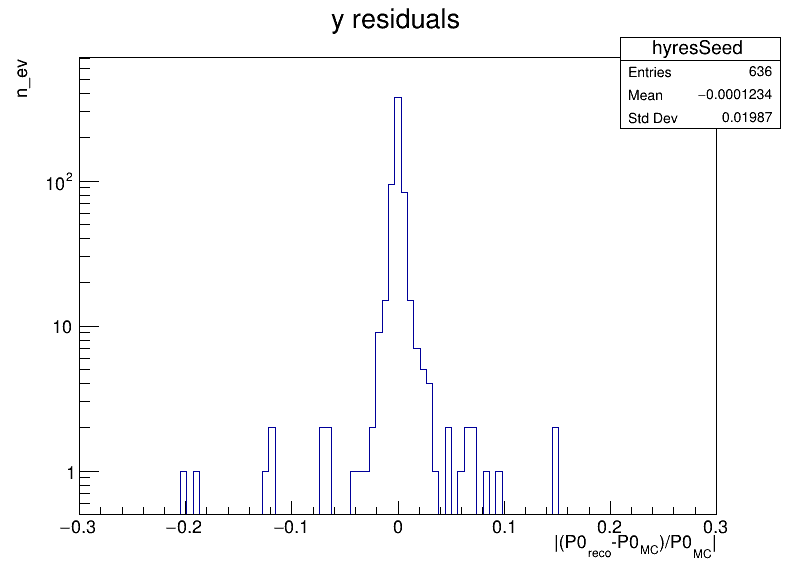 y residuals
hyresSeed
Entries 636
Mean −0.0001234
Std Dev 0.01987
n_ev
10²
10
1
−0.3 −0.2 −0.1 0 0.1 0.2 0.3
|(P0reco-P0MC)/P0MC|